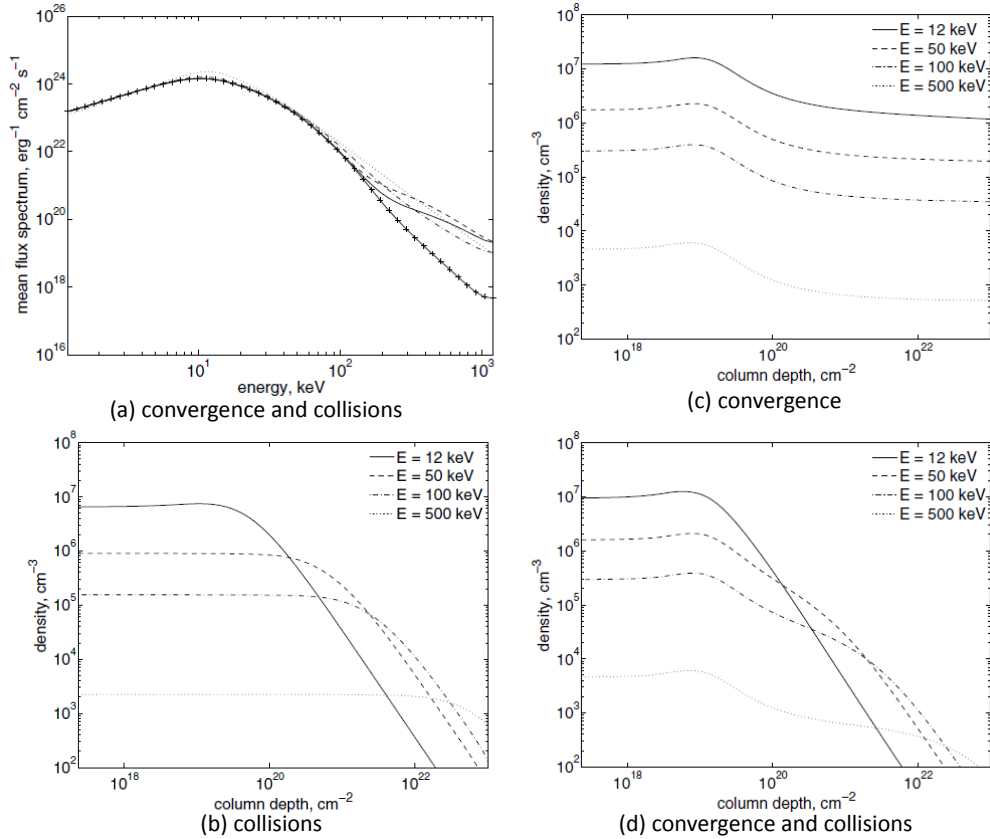 10^26
10^24
10^22
10^20
10^18
10^16
mean flux spectrum, erg^−1 cm^−2 s^−1
10^1
10^2
10^3
energy, keV
(a) convergence and collisions
E = 12 keV
E = 50 keV
E = 100 keV
E = 500 keV
10^8
10^7
10^6
10^5
10^4
10^3
10^2
density, cm^−3
10^18
10^20
10^22
column depth, cm^−2
(c) convergence
E = 12 keV
E = 50 keV
E = 100 keV
E = 500 keV
10^8
10^7
10^6
10^5
10^4
10^3
10^2
density, cm^−3
10^18
10^20
10^22
column depth, cm^−2
(b) collisions
E = 12 keV
E = 50 keV
E = 100 keV
E = 500 keV
10^8
10^7
10^6
10^5
10^4
10^3
10^2
density, cm^−3
10^18
10^20
10^22
column depth, cm^−2
(d) convergence and collisions